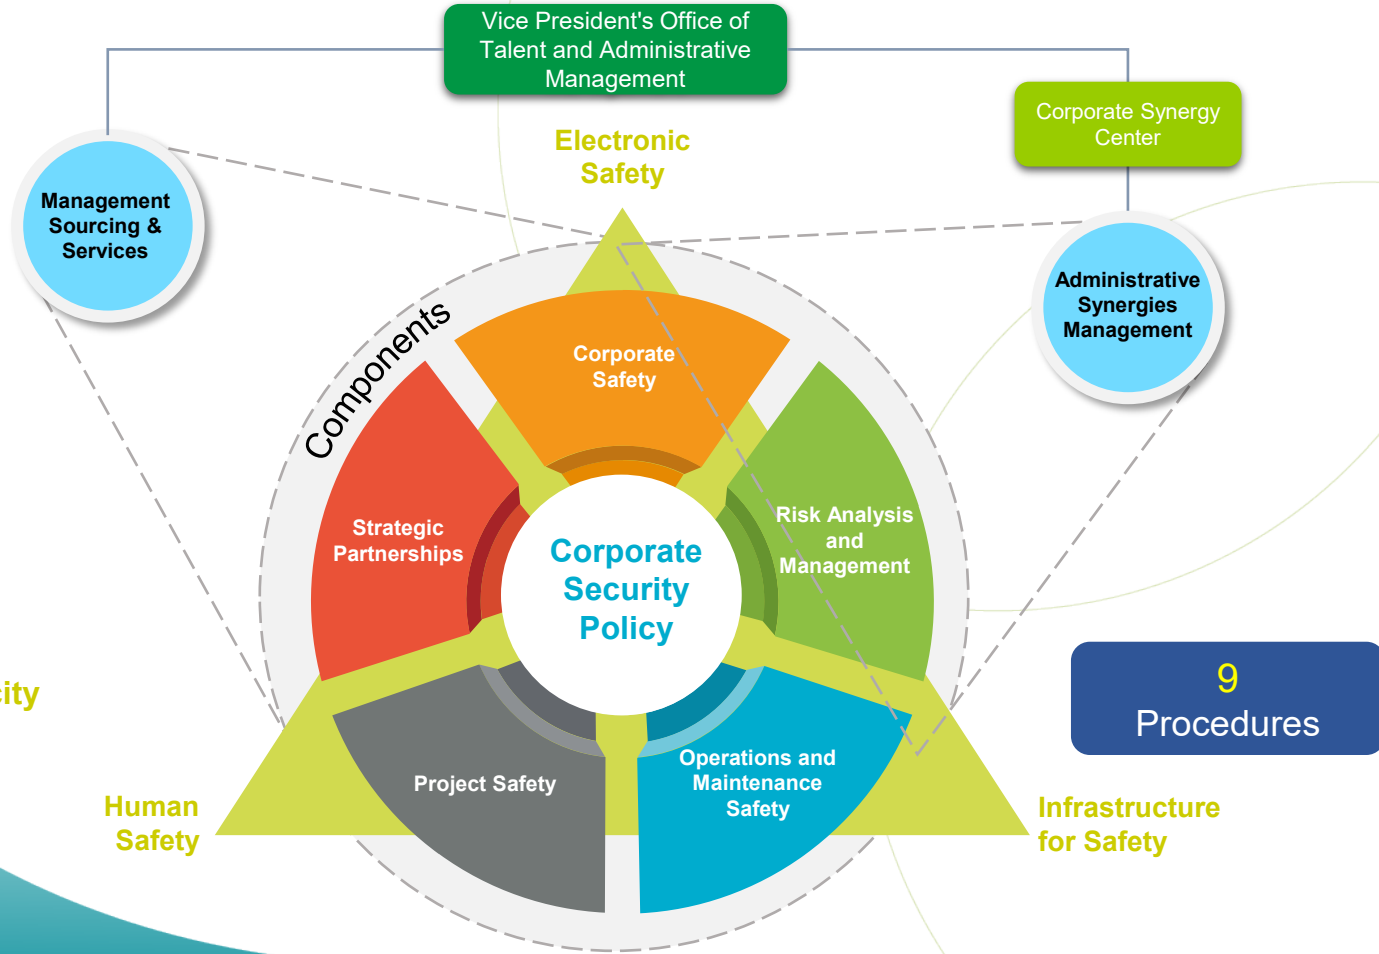 Vice President's Office of
Talent and Administrative
Management
Corporate Synergy
Center
Electronic
Safety
Management
Sourcing &
Services
Administrative
Synergies
Management
Components
Corporate
Safety
Strategic
Partnerships
Risk Analysis
and
Management
Corporate
Security
Policy
Project Safety
Operations and
Maintenance
Safety
9
Procedures
Human
Safety
Infrastructure
for Safety